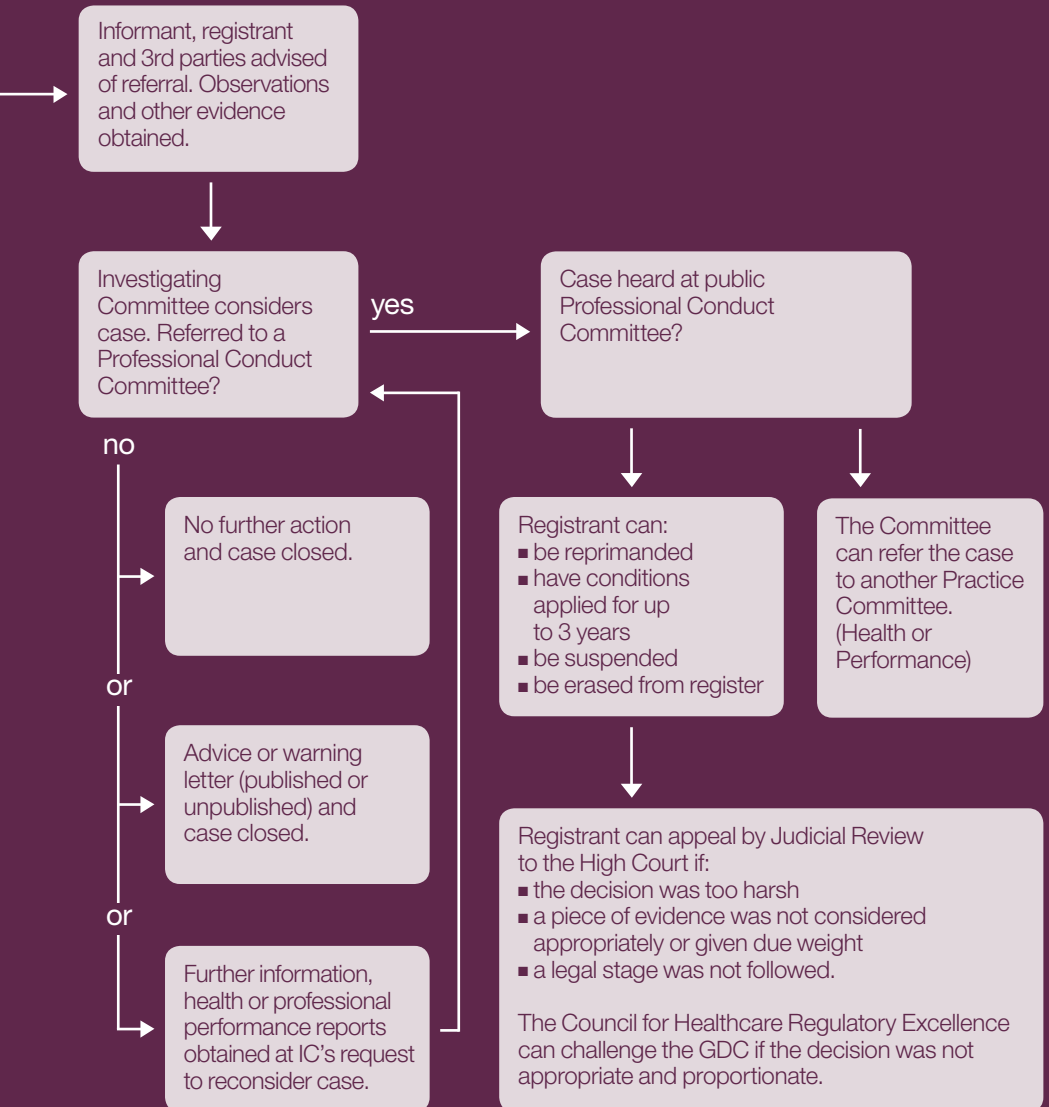 Informant, registrant
and 3rd parties advised
of referral. Observations
and other evidence
obtained.
Investigating
Committee considers
case. Referred to a
Professional Conduct
Committee?
yes
Case heard at public
Professional Conduct
Committee?
no
No further action
and case closed.
or
Advice or warning
letter (published or
unpublished) and
case closed.
or
Further information,
health or professional
performance reports
obtained at IC's request
to reconsider case.
Registrant can:
■ be reprimanded
■ have conditions
applied for up
to 3 years
■ be suspended
■ be erased from register
The Committee
can refer the case
to another Practice
Committee.
(Health or
Performance)
Registrant can appeal by Judicial Review
to the High Court if:
■ the decision was too harsh
■ a piece of evidence was not considered
appropriately or given due weight
■ a legal stage was not followed.
The Council for Healthcare Regulatory Excellence
can challenge the GDC if the decision was not
appropriate and proportionate.